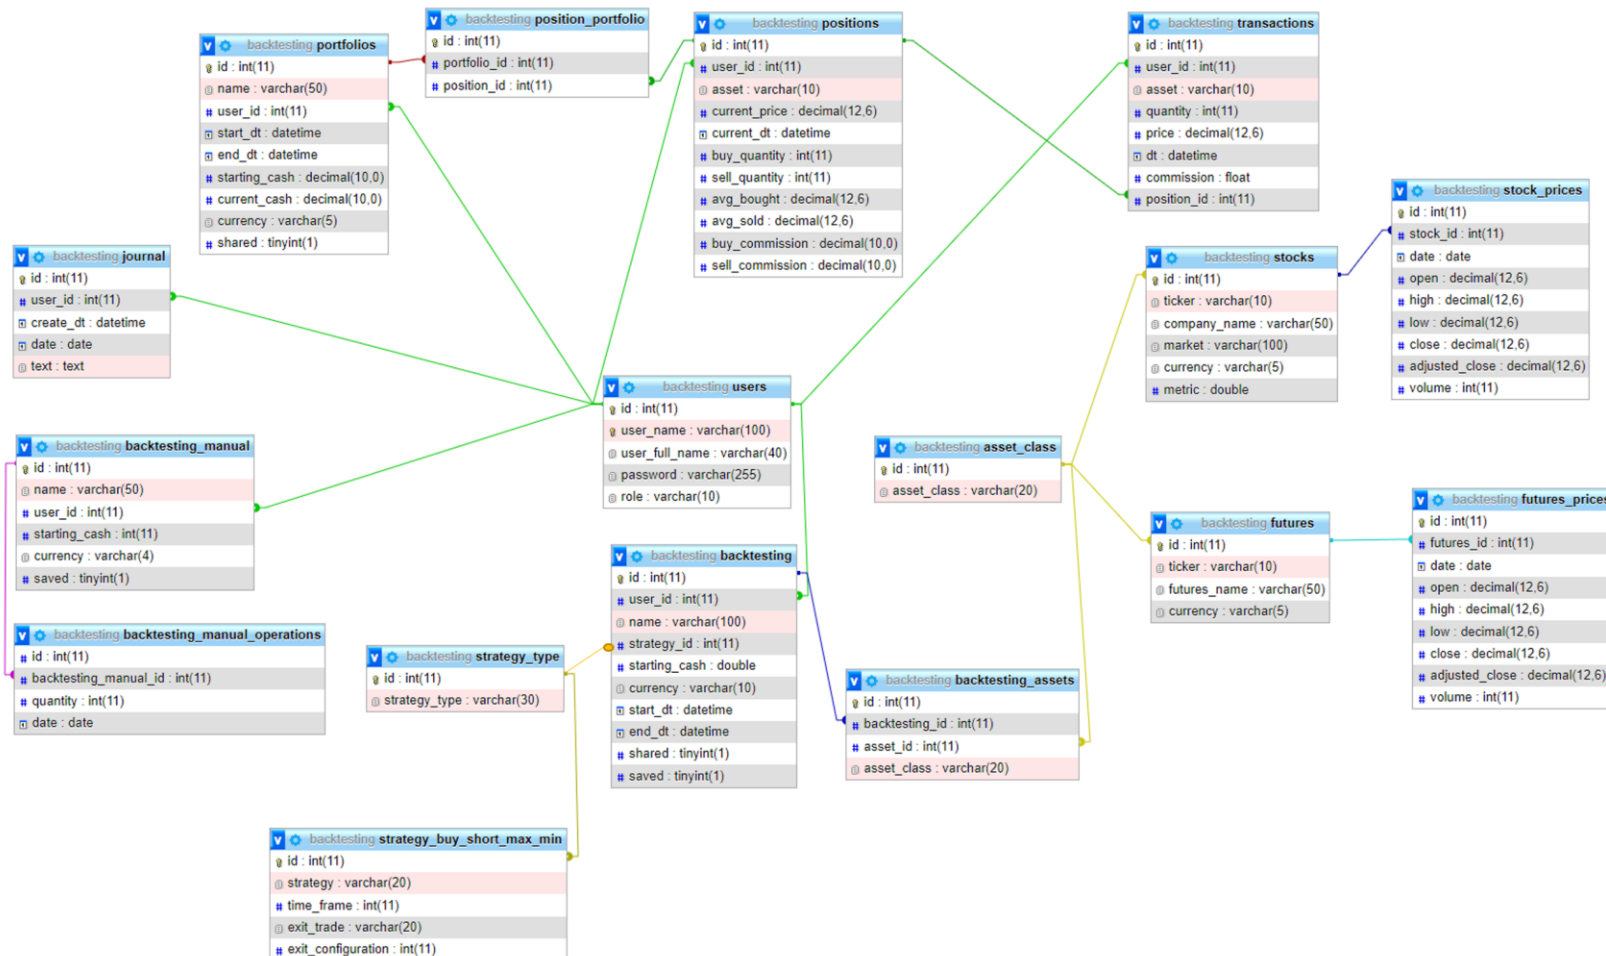 backtesting portfolios
id : int(11)
name : varchar(50)
user_id : int(11)
start_dt : datetime
end_dt : datetime
starting_cash : decimal(10,0)
current_cash : decimal(10,0)
currency : varchar(5)
shared : tinyint(1)
backtesting position_portfolio
id : int(11)
portfolio_id : int(11)
position_id : int(11)
backtesting positions
id : int(11)
user_id : int(11)
asset : varchar(10)
current_price : decimal(12,6)
current_dt : datetime
buy_quantity : int(11)
sell_quantity : int(11)
avg_bought : decimal(12,6)
avg_sold : decimal(12,6)
buy_commission : decimal(10,0)
sell_commission : decimal(10,0)
backtesting transactions
id : int(11)
user_id : int(11)
asset : varchar(10)
quantity : int(11)
price : decimal(12,6)
dt : datetime
commission : float
position_id : int(11)
backtesting stock_prices
id : int(11)
stock_id : int(11)
date : date
open : decimal(12,6)
high : decimal(12,6)
low : decimal(12,6)
close : decimal(12,6)
adjusted_close : decimal(12,6)
volume : int(11)
backtesting journal
id : int(11)
user_id : int(11)
create_dt : datetime
date : date
text : text
backtesting stocks
id : int(11)
ticker : varchar(10)
company_name : varchar(50)
market : varchar(100)
currency : varchar(5)
metric : double
backtesting users
id : int(11)
user_name : varchar(100)
user_full_name : varchar(40)
password : varchar(255)
role : varchar(10)
backtesting backtesting_manual
id : int(11)
name : varchar(50)
user_id : int(11)
starting_cash : int(11)
currency : varchar(4)
saved : tinyint(1)
backtesting asset_class
id : int(11)
asset_class : varchar(20)
backtesting futures
id : int(11)
ticker : varchar(10)
futures_name : varchar(50)
currency : varchar(5)
backtesting futures_prices
id : int(11)
futures_id : int(11)
date : date
open : decimal(12,6)
high : decimal(12,6)
low : decimal(12,6)
close : decimal(12,6)
adjusted_close : decimal(12,6)
volume : int(11)
backtesting backtesting
id : int(11)
user_id : int(11)
name : varchar(100)
strategy_id : int(11)
starting_cash : double
currency : varchar(10)
start_dt : datetime
end_dt : datetime
shared : tinyint(1)
saved : tinyint(1)
backtesting backtesting_manual_operations
id : int(11)
backtesting_manual_id : int(11)
quantity : int(11)
date : date
backtesting strategy_type
id : int(11)
strategy_type : varchar(30)
backtesting backtesting_assets
id : int(11)
backtesting_id : int(11)
asset_id : int(11)
asset_class : varchar(20)
backtesting strategy_buy_short_max_min
id : int(11)
strategy : varchar(20)
time_frame : int(11)
exit_trade : varchar(20)
exit_configuration : int(11)